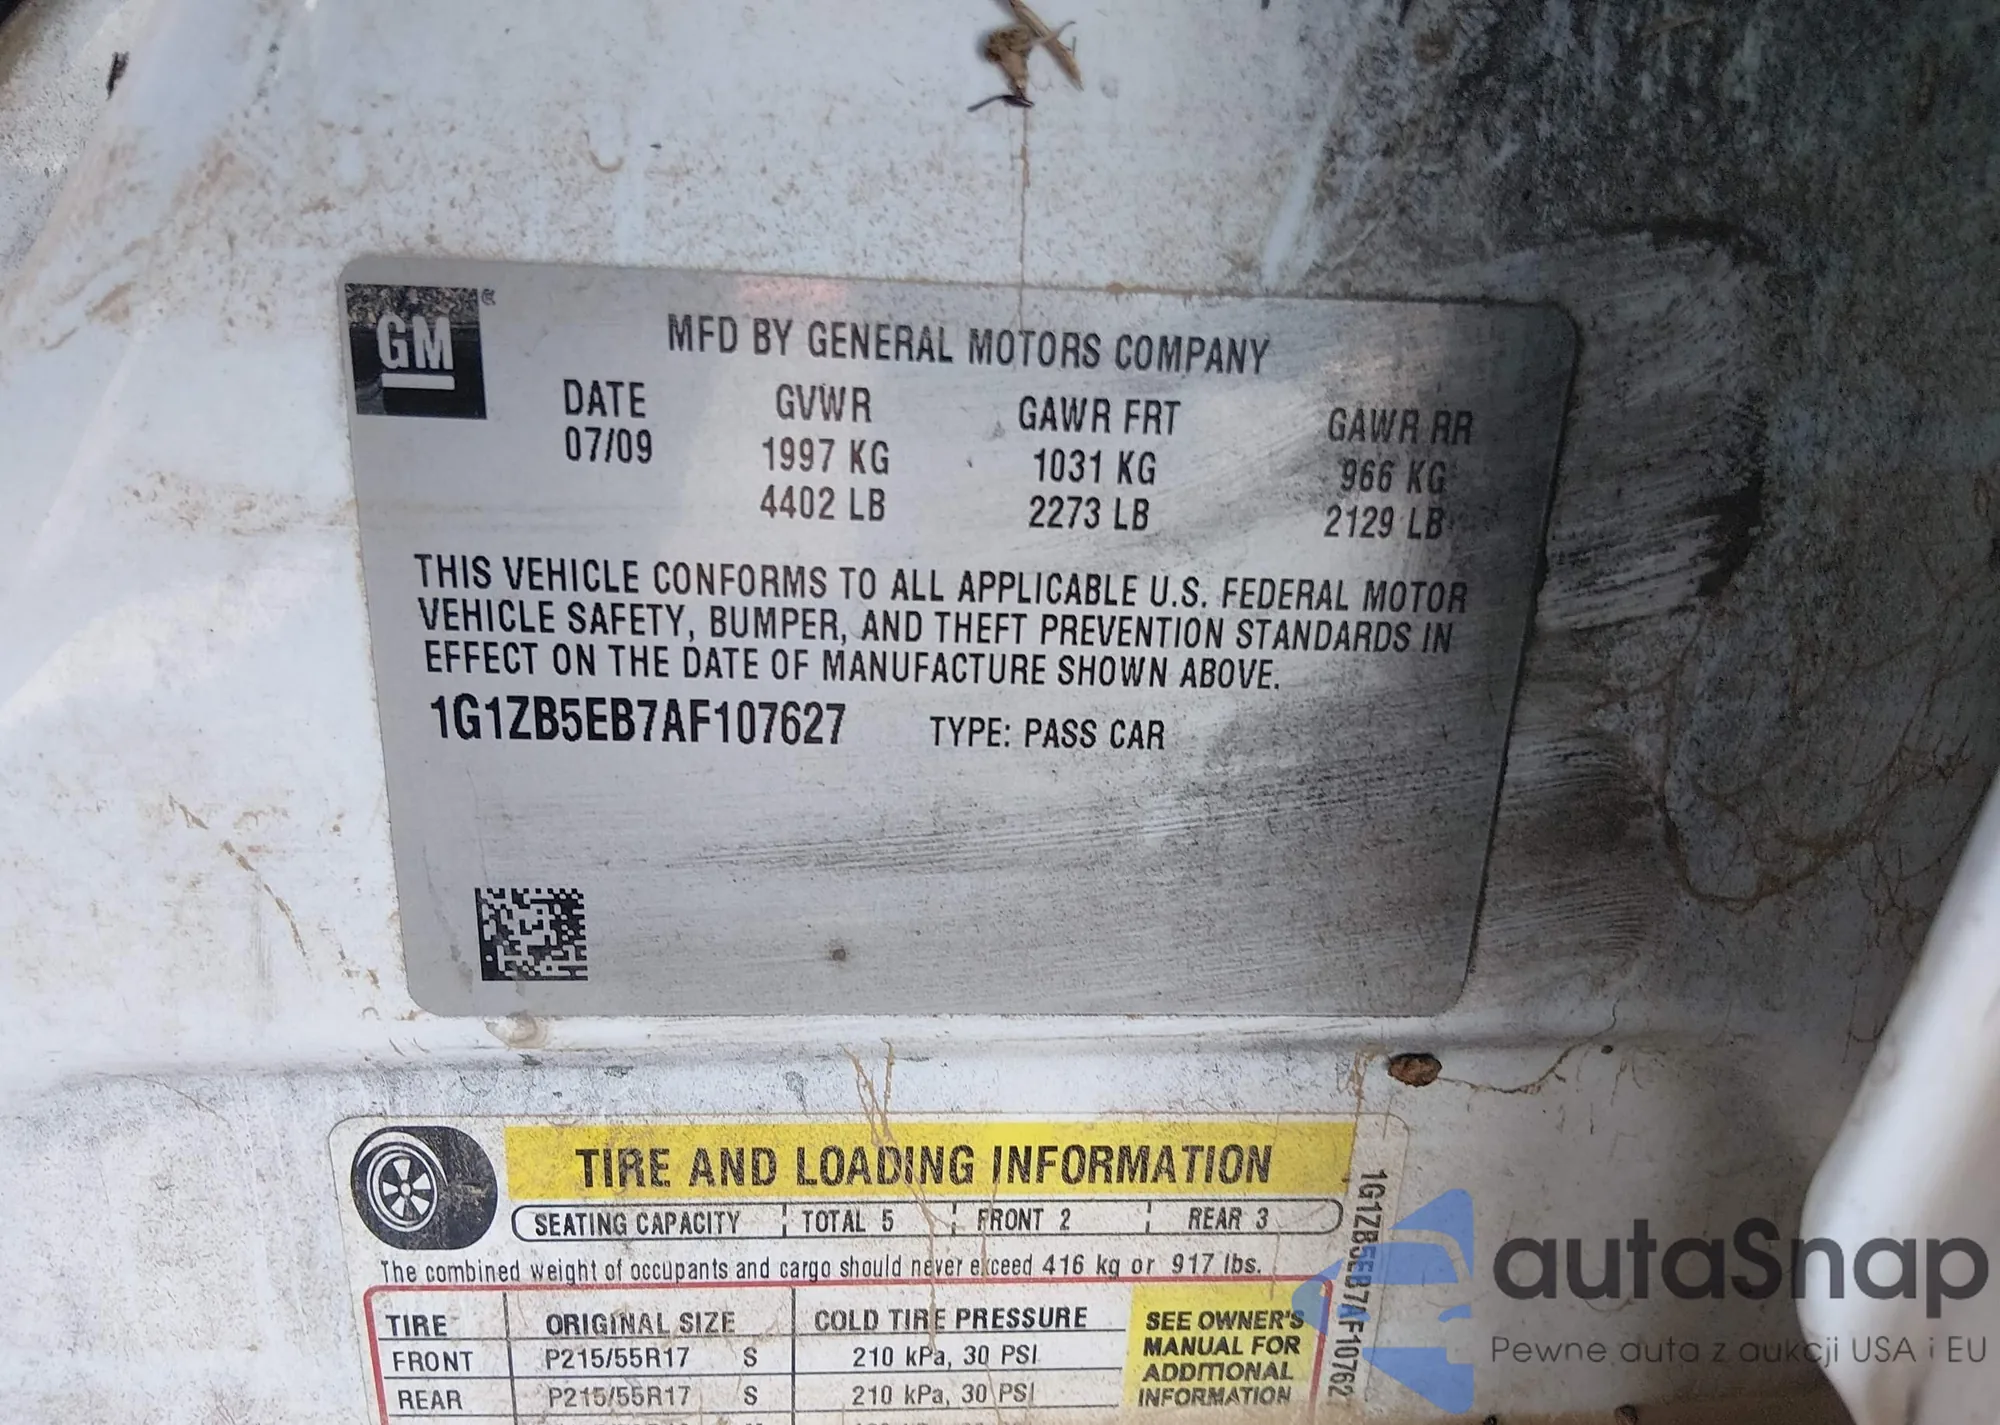 GM
MFD BY GENERAL MOTORS COMPANY
DATE GVWR GAWR FRT GAWR RR
07/09 1997 KG 1031 KG 966 KG
4402 LB 2273 LB 2129 LB
THIS VEHICLE CONFORMS TO ALL APPLICABLE U.S. FEDERAL MOTOR
VEHICLE SAFETY, BUMPER, AND THEFT PREVENTION STANDARDS IN
EFFECT ON THE DATE OF MANUFACTURE SHOWN ABOVE.
1G1ZB5EB7AF107627 TYPE: PASS CAR
TIRE AND LOADING INFORMATION
SEATING CAPACITY TOTAL 5 FRONT 2 REAR 3
The combined weight of occupants and cargo should never exceed 416 kg or 917 lbs.
TIRE ORIGINAL SIZE COLD TIRE PRESSURE
FRONT P215/55R17 S 210 kPa, 30 PSI
REAR P215/55R17 S 210 kPa, 30 PSI
SEE OWNER'S
MANUAL FOR
ADDITIONAL
INFORMATION
1G1ZB5EB7AF107627
autaSnap
Pewne auta z aukcji USA i EU